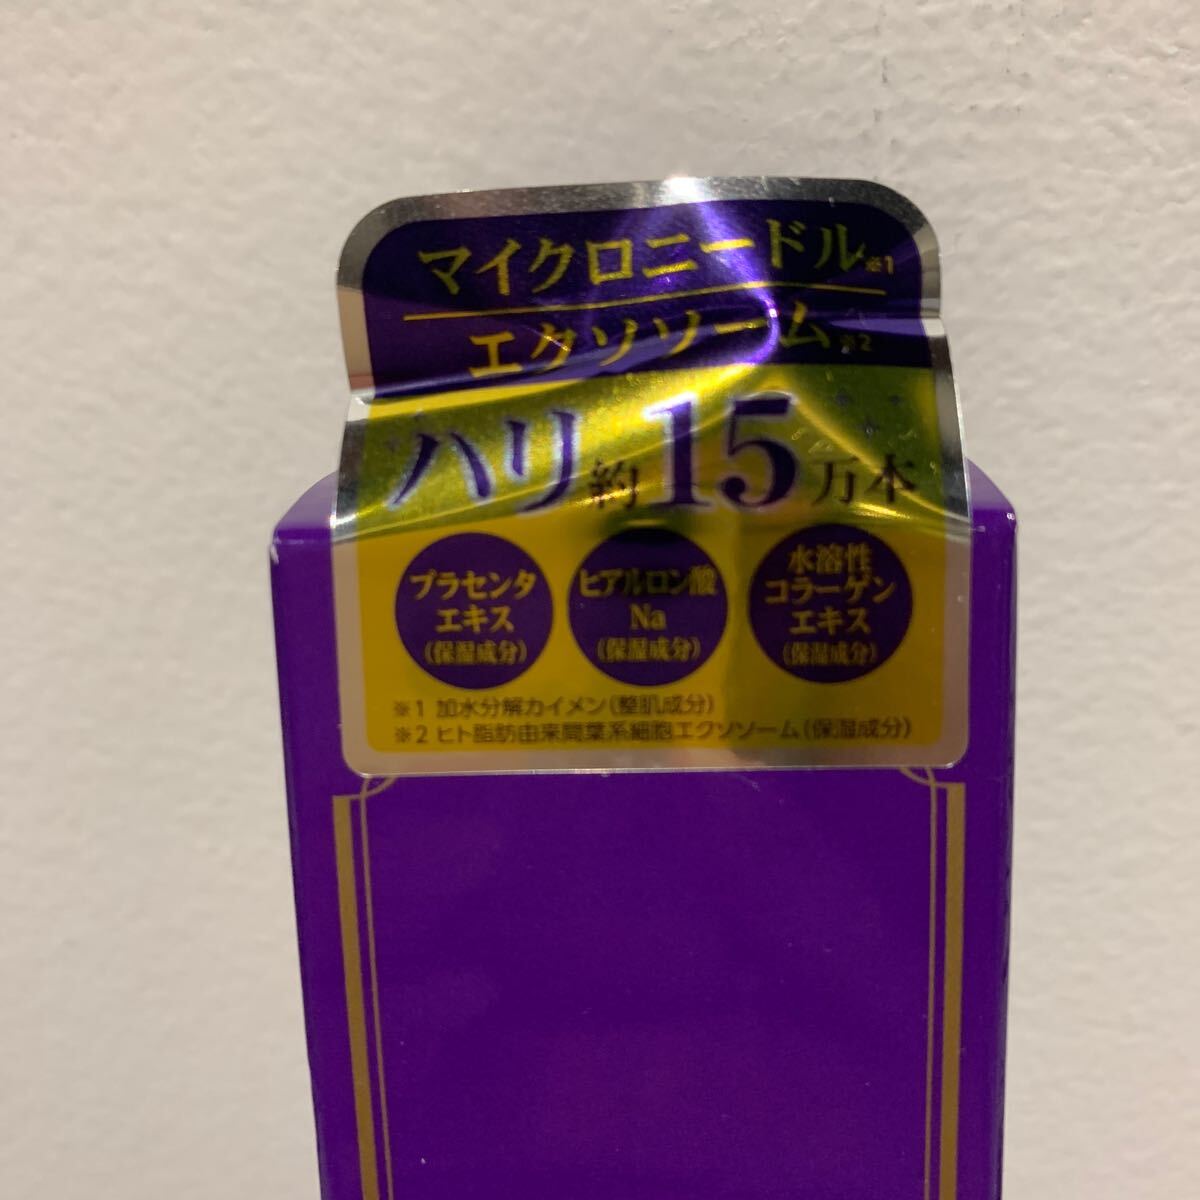 マイクロニードル※1
エクソソーム※2
ハリ約15万本
プラセンタ
エキス
(保湿成分)
ヒアルロン酸
Na
(保湿成分)
水溶性
コラーゲン
エキス
(保湿成分)
※1 加水分解カイメン(整肌成分)
※2 ヒト脂肪由来間葉系細胞エクソソーム(保湿成分)